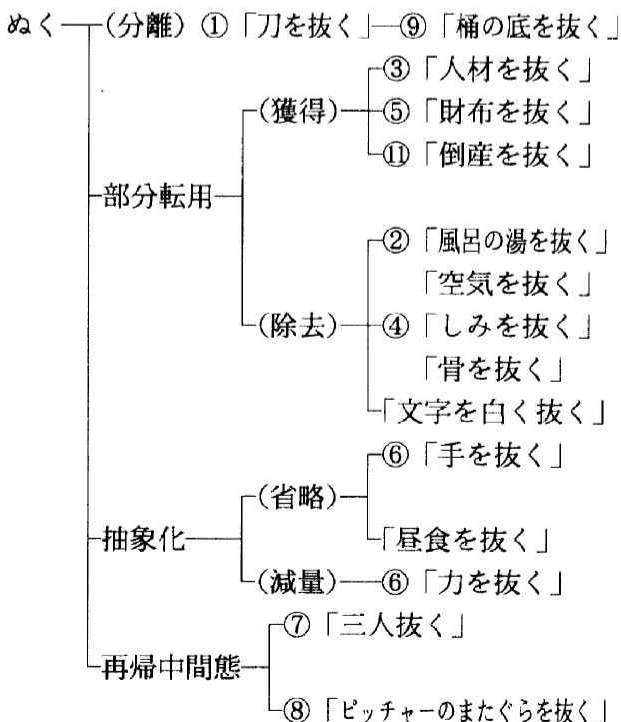 ぬく (分離) ①「刀を抜く」 ⑨「桶の底を抜く」
③「人材を抜く」
(獲得) ⑤「財布を抜く」
⑪「倒産を抜く」
部分転用
②「風呂の湯を抜く」
「空気を抜く」
(除去) ④「しみを抜く」
「骨を抜く」
「文字を白く抜く」
⑥「手を抜く」
(省略)
抽象化 「昼食を抜く」
(減量) ⑥「力を抜く」
⑦「三人抜く」
再帰中間態
⑧「ピッチャーのまたぐらを抜く」